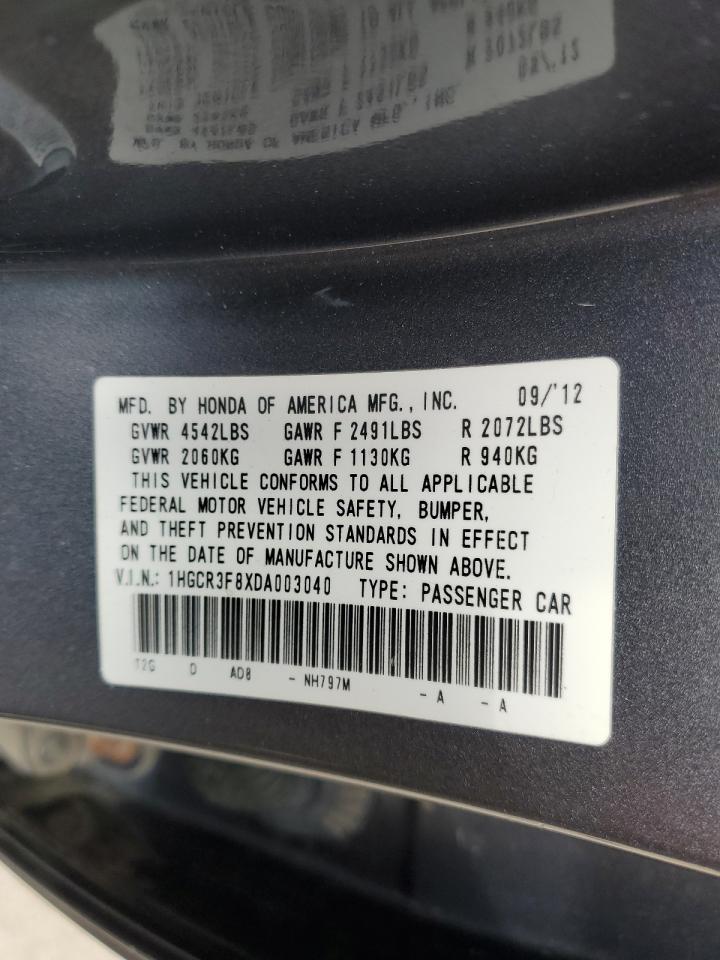 MFD. BY HONDA OF AMERICA MFG., INC. 09/'12
GVWR 4542LBS GAWR F 2491LBS R 2072LBS
GVWR 2060KG GAWR F 1130KG R 940KG
THIS VEHICLE CONFORMS TO ALL APPLICABLE
FEDERAL MOTOR VEHICLE SAFETY, BUMPER,
AND THEFT PREVENTION STANDARDS IN EFFECT
ON THE DATE OF MANUFACTURE SHOWN ABOVE.
V.I.N.: 1HGCR3F8XDA003040 TYPE: PASSENGER CAR
T2G D AD8 - NH797M - A - A